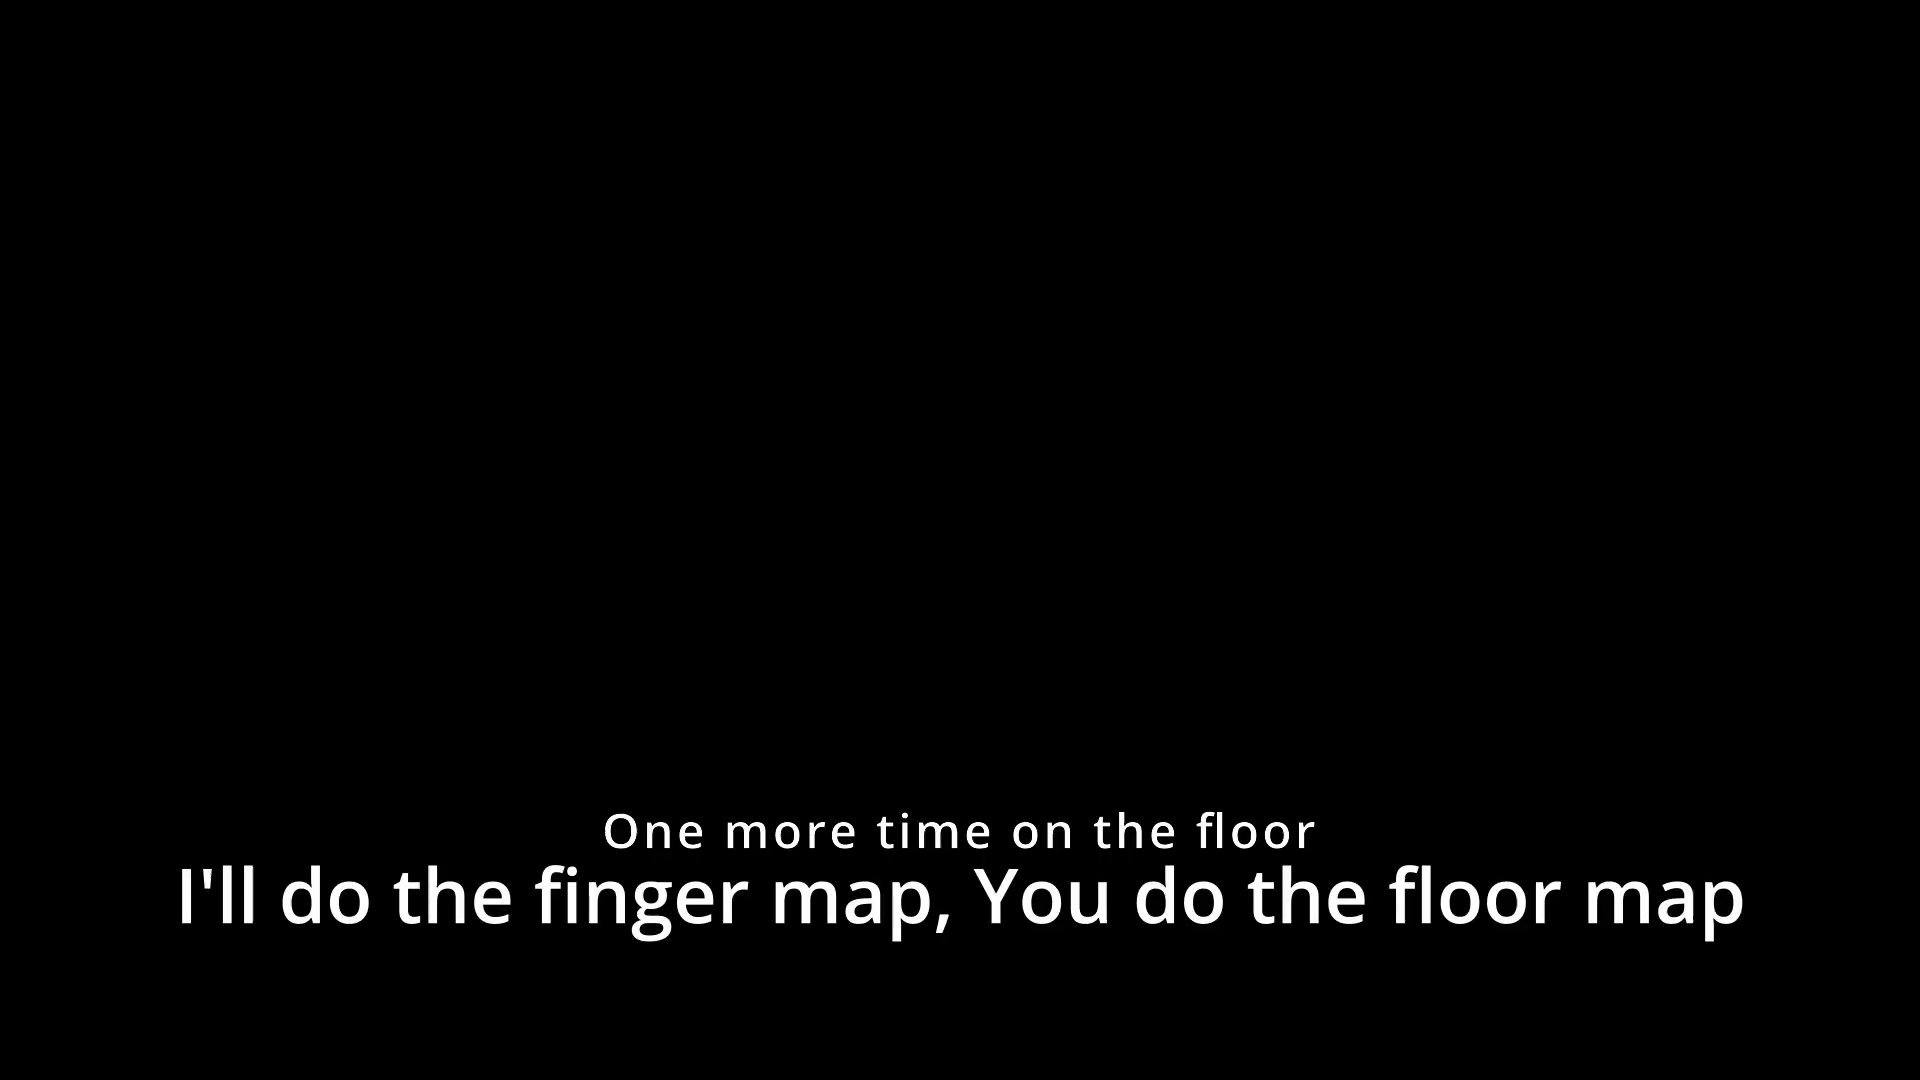 One more time on the floor
I'll do the finger map, You do the floor map